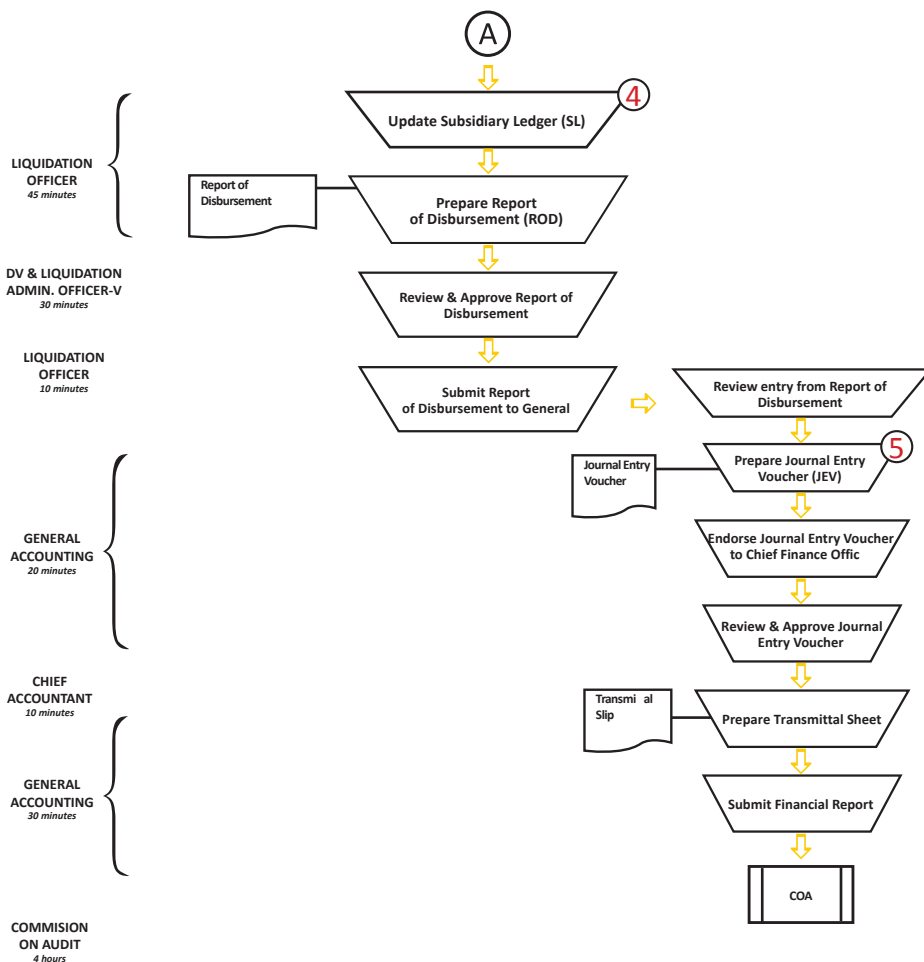 A
4
Update Subsidiary Ledger (SL)
LIQUIDATION
OFFICER
45 minutes
Report of
Disbursement
Prepare Report
of Disbursement (ROD)
DV & LIQUIDATION
ADMIN. OFFICER-V
30 minutes
Review & Approve Report of
Disbursement
LIQUIDATION
OFFICER
10 minutes
Submit Report
of Disbursement to General
Review entry from Report of
Disbursement
5
Journal Entry
Voucher
Prepare Journal Entry
Voucher (JEV)
GENERAL
ACCOUNTING
20 minutes
Endorse Journal Entry Voucher
to Chief Finance Offic
Review & Approve Journal
Entry Voucher
CHIEF
ACCOUNTANT
10 minutes
Transmi al
Slip
Prepare Transmittal Sheet
GENERAL
ACCOUNTING
30 minutes
Submit Financial Report
COA
COMMISION
ON AUDIT
4 hours